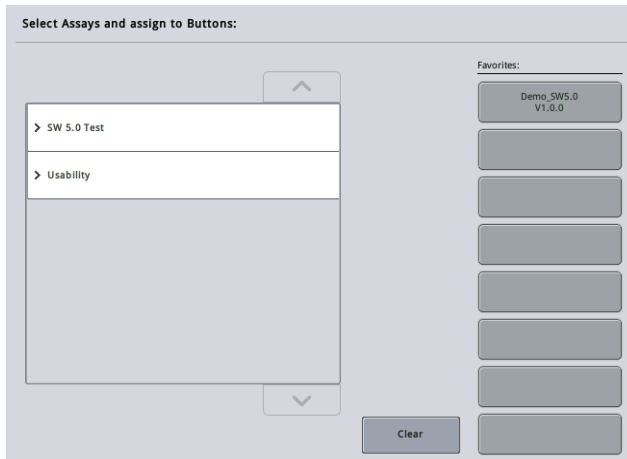 Select Assays and assign to Buttons:
Favorites:
Demo_SW5.0
V1.0.0
SW 5.0 Test
Usability
Clear